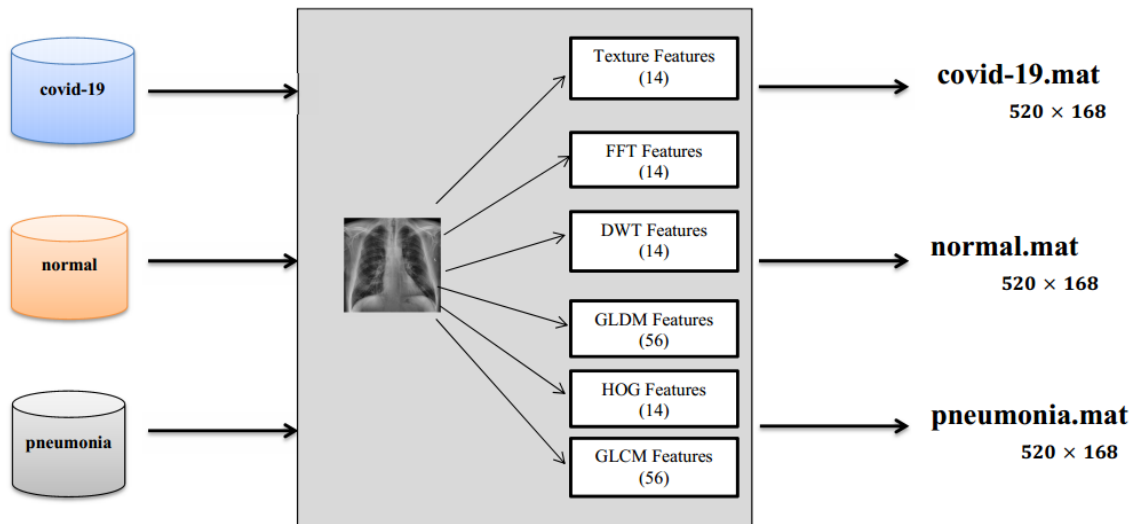 covid-19
normal
pneumonia
Texture Features
(14)
FFT Features
(14)
DWT Features
(14)
GLDM Features
(56)
HOG Features
(14)
GLCM Features
(56)
covid-19.mat
520 × 168
normal.mat
520 × 168
pneumonia.mat
520 × 168